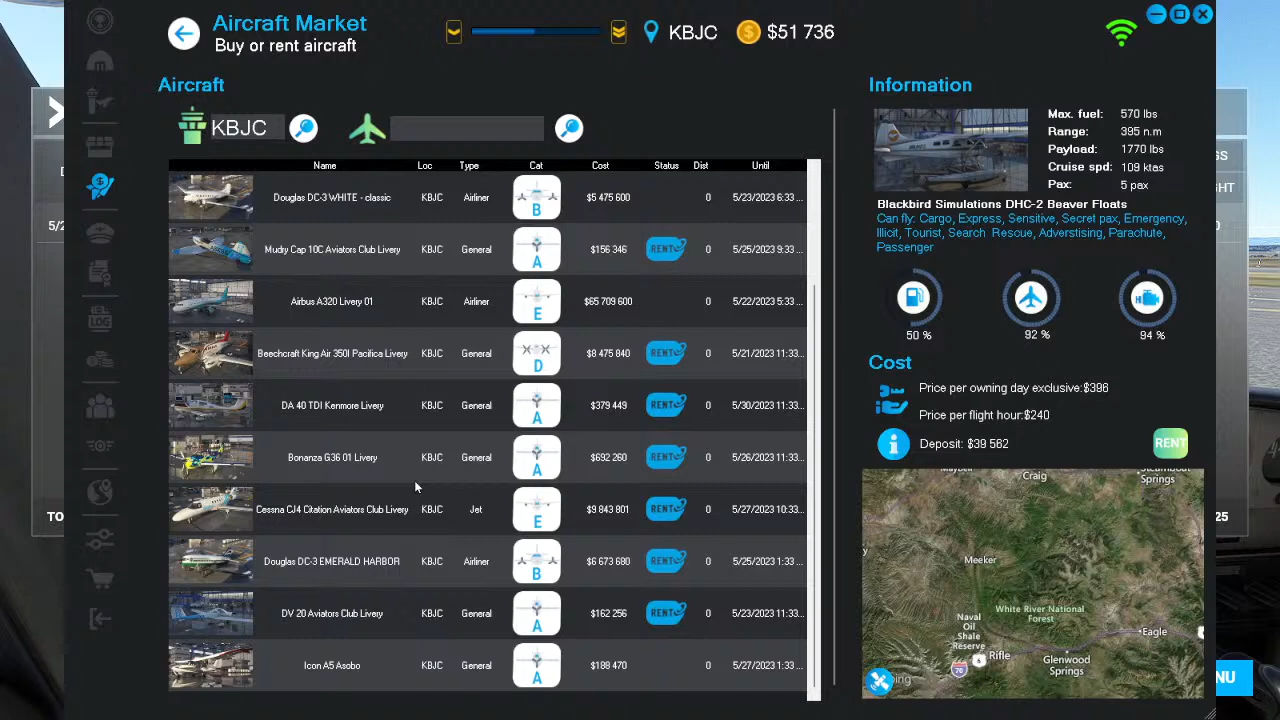 Aircraft Market
Buy or rent aircraft
KBJC
$51 736
Aircraft
KBJC
Name Loc Type Cat Cost Status Dist Until
Douglas DC-3 WHITE - classic KBJC Airliner B $5 475 600 5/23/2023 6:33...
Mudry Cap 10C Aviators Club Livery KBJC General A $156 346 RENT 0 5/25/2023 9:33...
Airbus A320 Livery 01 KBJC Airliner E $65 709 600 0 5/22/2023 5:33...
Beechcraft King Air 350I Pacifica Livery KBJC General D $8 475 840 RENT 0 5/21/2023 11:33...
DA 40 TDI Kenmore Livery KBJC General A $379 449 RENT 0 5/30/2023 11:33...
Bonanza G36 01 Livery KBJC General A $692 260 RENT 0 5/26/2023 11:33...
Cessna CJ4 Citation Aviators Club Livery KBJC Jet E $9 843 801 RENT 0 5/27/2023 10:33...
Douglas DC-3 EMERALD HARBOR KBJC Airliner B $6 673 680 RENT 0 5/25/2023 1:33...
DV 20 Aviators Club Livery KBJC General A $162 256 RENT 0 5/23/2023 11:33...
Icon A5 Asobo KBJC General A $188 470 0 5/27/2023 1:33...
Information
Max. fuel: 570 lbs
Range: 395 n.m
Payload: 1770 lbs
Cruise spd: 109 ktas
Pax: 5 pax
Blackbird Simulations DHC-2 Beaver Floats
Can fly: Cargo, Express, Sensitive, Secret pax, Emergency,
Illicit, Tourist, Search Rescue, Adverstising, Parachute,
Passenger
50 % 92 % 94 %
Cost
Price per owning day exclusive:$396
Price per flight hour:$240
Deposit: $39 562
RENT
Craig
Steamboat
Springs
Meeker
White River National
Forest
Naval
Oil
Shale
Reserve
Eagle
6
70
Rifle
Glenwood
Springs
5/2
TO
GS
GHT
25
NU